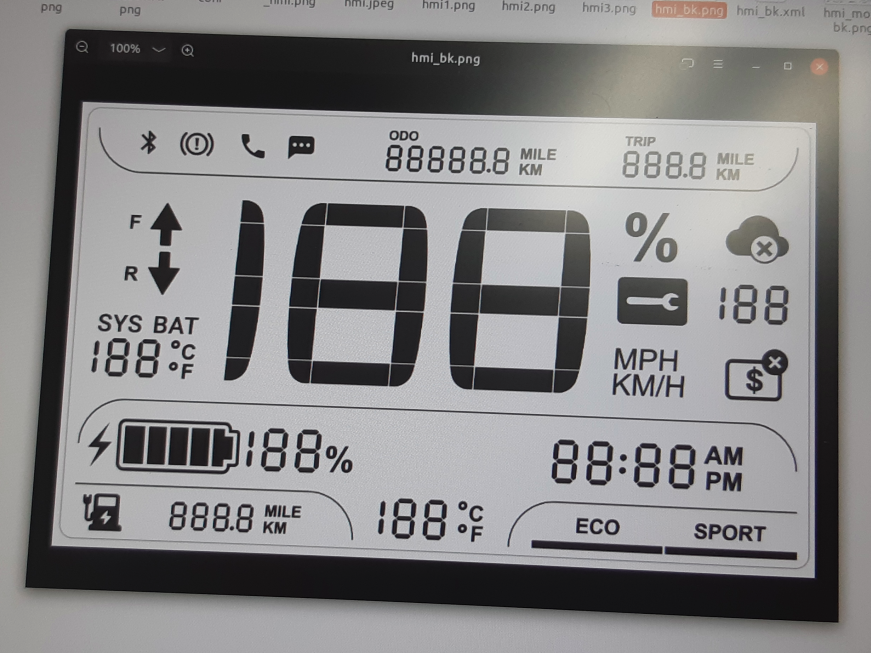 png
png
_hmi.png
hmi.jpeg
hmi1.png
hmi2.png
hmi3.png
hmi_bk.png
hmi_bk.xml
hmi_mo
bk.png
100%
hmi_bk.png
ODO
88888.8 MILE
KM
TRIP
888.8 MILE
KM
F
R
SYS BAT
188 °C
°F
188
%
188
MPH
KM/H
$
188%
88:88 AM
PM
888.8 MILE
KM
188 °C
°F
ECO
SPORT